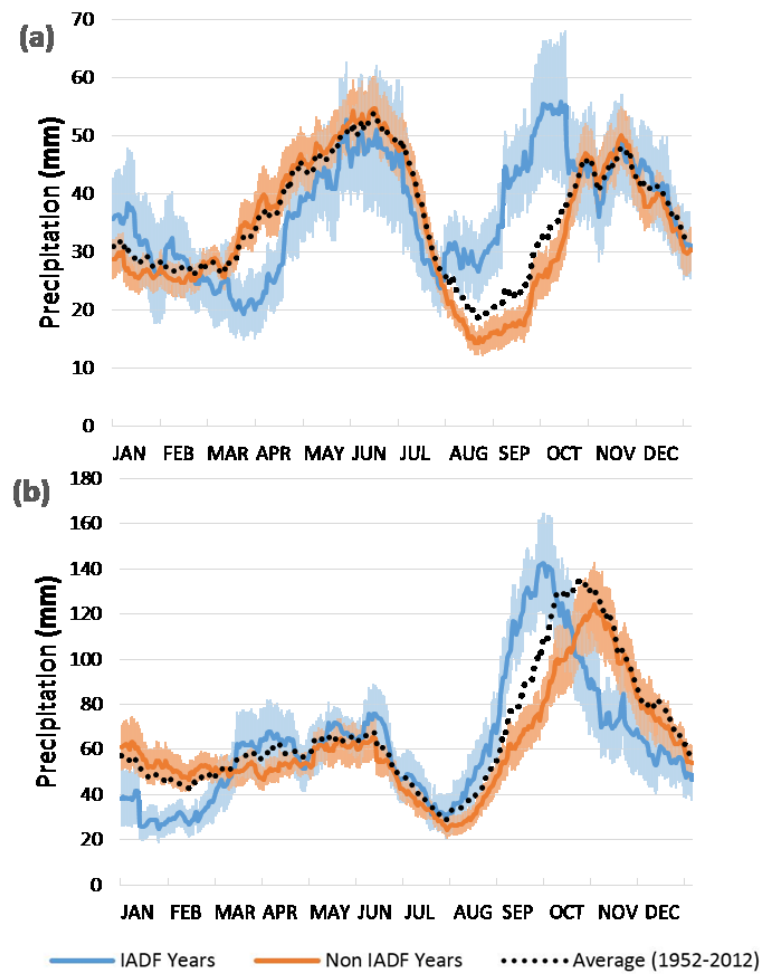 (a)
Precipitation (mm)
70
60
50
40
30
20
10
0
JAN FEB MAR APR MAY JUN JUL AUG SEP OCT NOV DEC
(b)
Precipitation (mm)
180
160
140
120
100
80
60
40
20
0
JAN FEB MAR APR MAY JUN JUL AUG SEP OCT NOV DEC
IADF Years Non IADF Years Average (1952-2012)